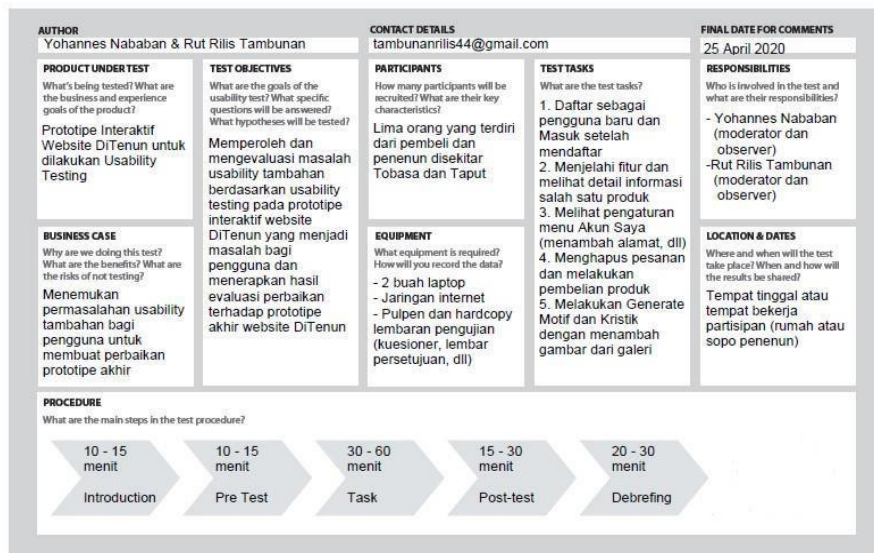 AUTHOR
Yohannes Nababan & Rut Rilis Tambunan
CONTACT DETAILS
tambunanrilis44@gmail.com
FINAL DATE FOR COMMENTS
25 April 2020
PRODUCT UNDER TEST
What's being tested? What are
the business and experience
goals of the product?
Prototipe Interaktif
Website DiTenun untuk
dilakukan Usability
Testing
BUSINESS CASE
Why are we doing this test?
What are the benefits? What are
the risks of not testing?
Menemukan
permasalahan usability
tambahan bagi
pengguna untuk
membuat perbaikan
prototipe akhir
TEST OBJECTIVES
What are the goals of the
usability test? What specific
questions will be answered?
What hypotheses will be tested?
Memperoleh dan
mengevaluasi masalah
usability tambahan
berdasarkan usability
testing pada prototipe
interaktif website
DiTenun yang menjadi
masalah bagi
pengguna dan
menerapkan hasil
evaluasi perbaikan
terhadap prototipe
akhir website DiTenun
PARTICIPANTS
How many participants will be
recruited? What are their key
characteristics?
Lima orang yang terdiri
dari pembeli dan
penenun disekitar
Tobasa dan Taput
EQUIPMENT
What equipment is required?
How will you record the data?
- 2 buah laptop
- Jaringan internet
- Pulpen dan hardcopy
lembaran pengujian
(kuesioner, lembar
persetujuan, dll)
TEST TASKS
What are the test tasks?
1. Daftar sebagai
pengguna baru dan
Masuk setelah
mendaftar
2. Menjelahi fitur dan
melihat detail informasi
salah satu produk
3. Melihat pengaturan
menu Akun Saya
(menambah alamat, dll)
4. Menghapus pesanan
dan melakukan
pembelian produk
5. Melakukan Generate
Motif dan Kristik
dengan menambah
gambar dari galeri
RESPONSIBILITIES
Who is involved in the test and
what are their responsibilities?
- Yohannes Nababan
(moderator dan
observer)
-Rut Rilis Tambunan
(moderator dan
observer)
LOCATION & DATES
Where and when will the test
take place? When and how will
the results be shared?
Tempat tinggal atau
tempat bekerja
partisipan (rumah atau
sopo penenun)
PROCEDURE
What are the main steps in the test procedure?
10 - 15
menit
Introduction
10 - 15
menit
Pre Test
30 - 60
menit
Task
15 - 30
menit
Post-test
20 - 30
menit
Debrefing